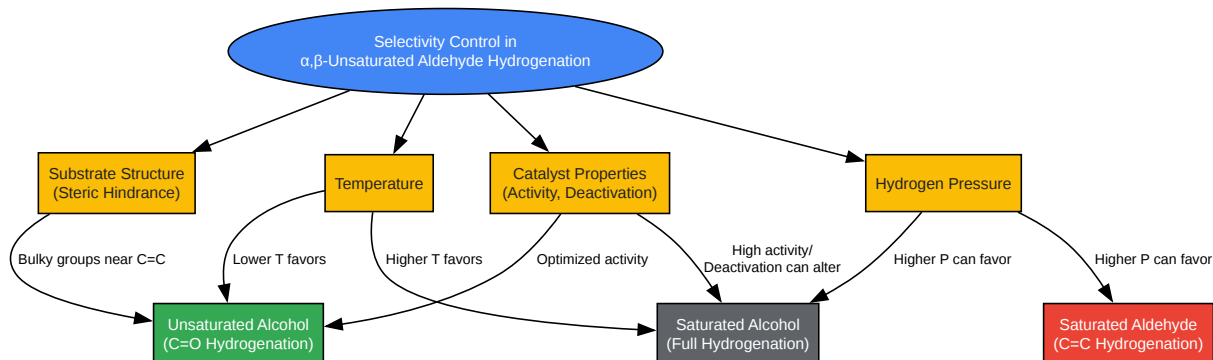 Selectivity Control in
α,β-Unsaturated Aldehyde Hydrogenation
Substrate Structure
(Steric Hindrance)
Temperature
Catalyst Properties
(Activity, Deactivation)
Hydrogen Pressure
Bulky groups near C=C
Lower T favors
Higher T favors
Optimized activity
High activity/
Deactivation can alter
Higher P can favor
Higher P can favor
Unsaturated Alcohol
(C=O Hydrogenation)
Saturated Alcohol
(Full Hydrogenation)
Saturated Aldehyde
(C=C Hydrogenation)